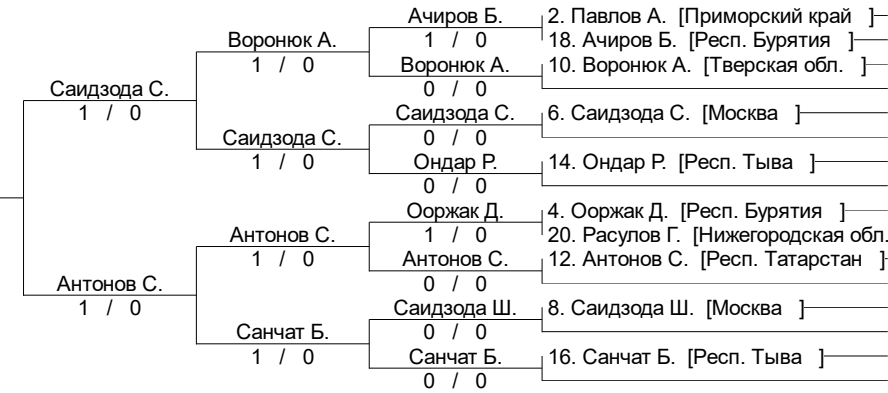 Ачиров Б.
2. Павлов А. [Приморский край ]
1 / 0
18. Ачиров Б. [Респ. Бурятия ]
Воронюк А.
1 / 0
Воронюк А.
10. Воронюк А. [Тверская обл. ]
0 / 0
Саидзода С.
1 / 0
Саидзода С.
6. Саидзода С. [Москва ]
0 / 0
Саидзода С.
1 / 0
Ондар Р.
14. Ондар Р. [Респ. Тыва ]
0 / 0
Ооржак Д.
4. Ооржак Д. [Респ. Бурятия ]
1 / 0
20. Расулов Г. [Нижегородская обл.
Антонов С.
1 / 0
Антонов С.
12. Антонов С. [Респ. Татарстан ]
0 / 0
Антонов С.
1 / 0
Саидзода Ш.
8. Саидзода Ш. [Москва ]
0 / 0
Санчат Б.
1 / 0
Санчат Б.
16. Санчат Б. [Респ. Тыва ]
0 / 0